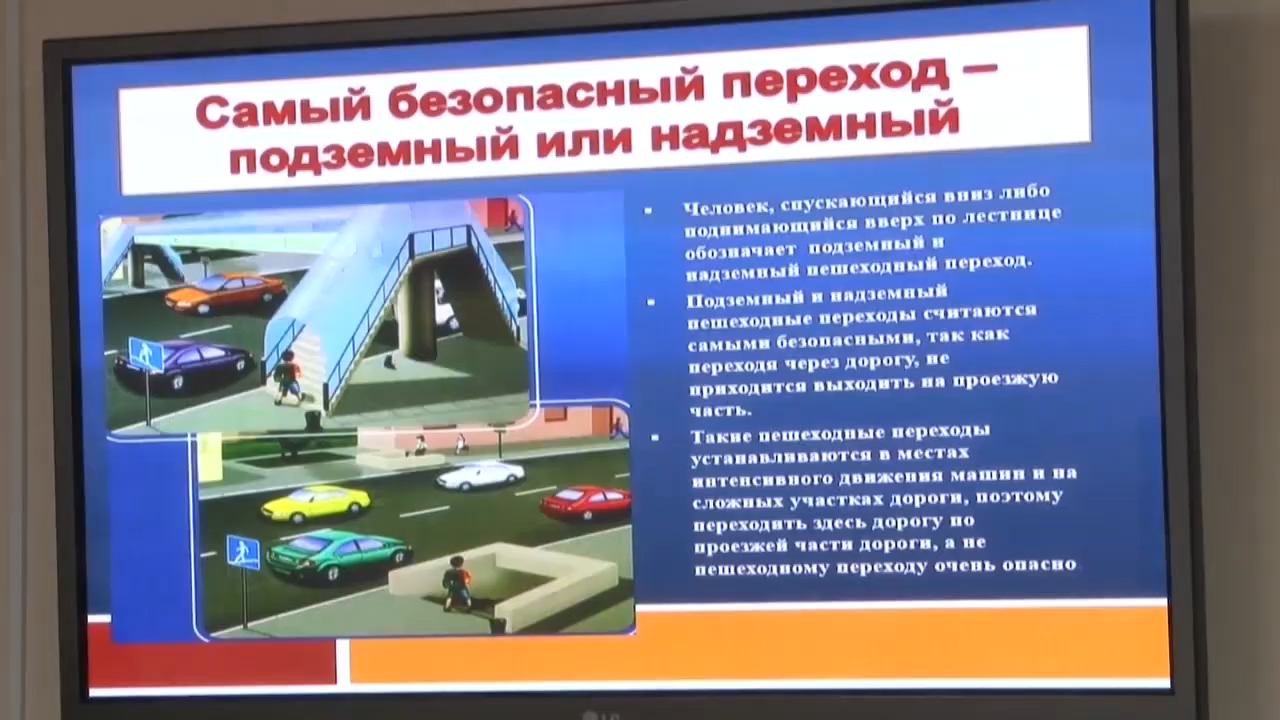 Самый безопасный переход –
подземный или надземный
Человек, спускающийся вниз либо
поднимающийся вверх по лестнице
обозначает подземный и
надземный пешеходный переход.
Подземный и надземный
пешеходные переходы считаются
самыми безопасными, так как
переходя через дорогу, не
приходится выходить на проезжую
часть.
Такие пешеходные переходы
устанавливаются в местах
интенсивного движения машин и на
сложных участках дороги, поэтому
переходить здесь дорогу по
проезжей части дороги, а не
пешеходному переходу очень опасно
LG